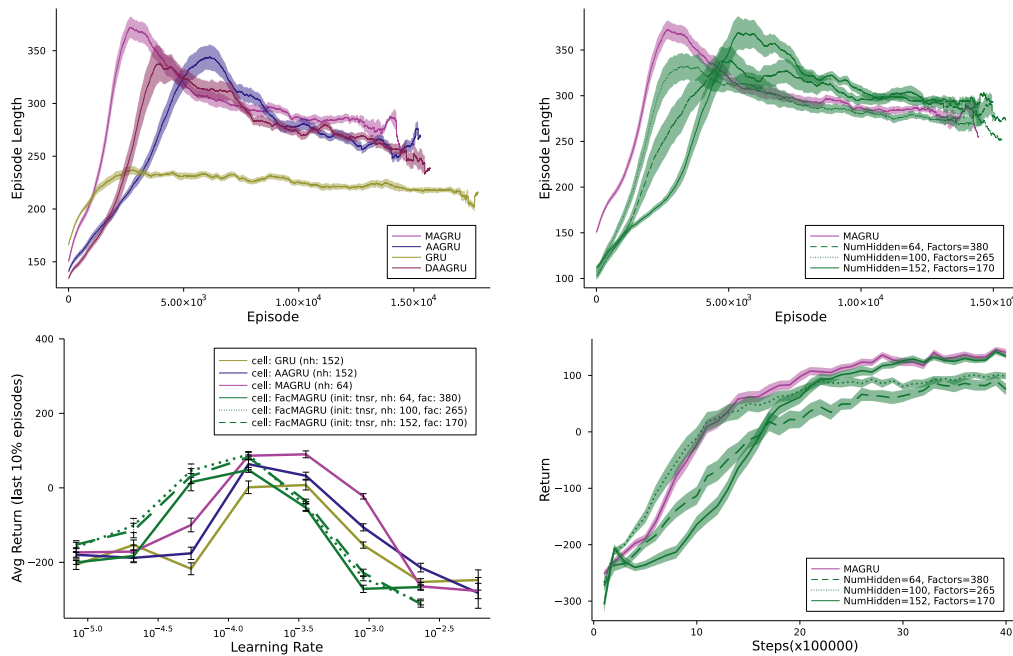 350
300
250
200
150
Episode Length
0
5.00×10³
1.00×10⁴
1.50×10⁴
Episode
MAGRU
AAGRU
GRU
DAAGRU
350
300
250
200
150
100
Episode Length
0
5.00×10³
1.00×10⁴
1.50×10⁴
Episode
MAGRU
NumHidden=64, Factors=380
NumHidden=100, Factors=265
NumHidden=152, Factors=170
400
200
0
−200
Avg Return (last 10% episodes)
10⁻⁵·⁰
10⁻⁴·⁵
10⁻⁴·⁰
10⁻³·⁵
10⁻³·⁰
10⁻²·⁵
Learning Rate
cell: GRU (nh: 152)
cell: AAGRU (nh: 152)
cell: MAGRU (nh: 64)
cell: FacMAGRU (init: tnsr, nh: 64, fac: 380)
cell: FacMAGRU (init: tnsr, nh: 100, fac: 265)
cell: FacMAGRU (init: tnsr, nh: 152, fac: 170)
100
0
−100
−200
−300
Return
0
10
20
30
40
Steps(x100000)
MAGRU
NumHidden=64, Factors=380
NumHidden=100, Factors=265
NumHidden=152, Factors=170